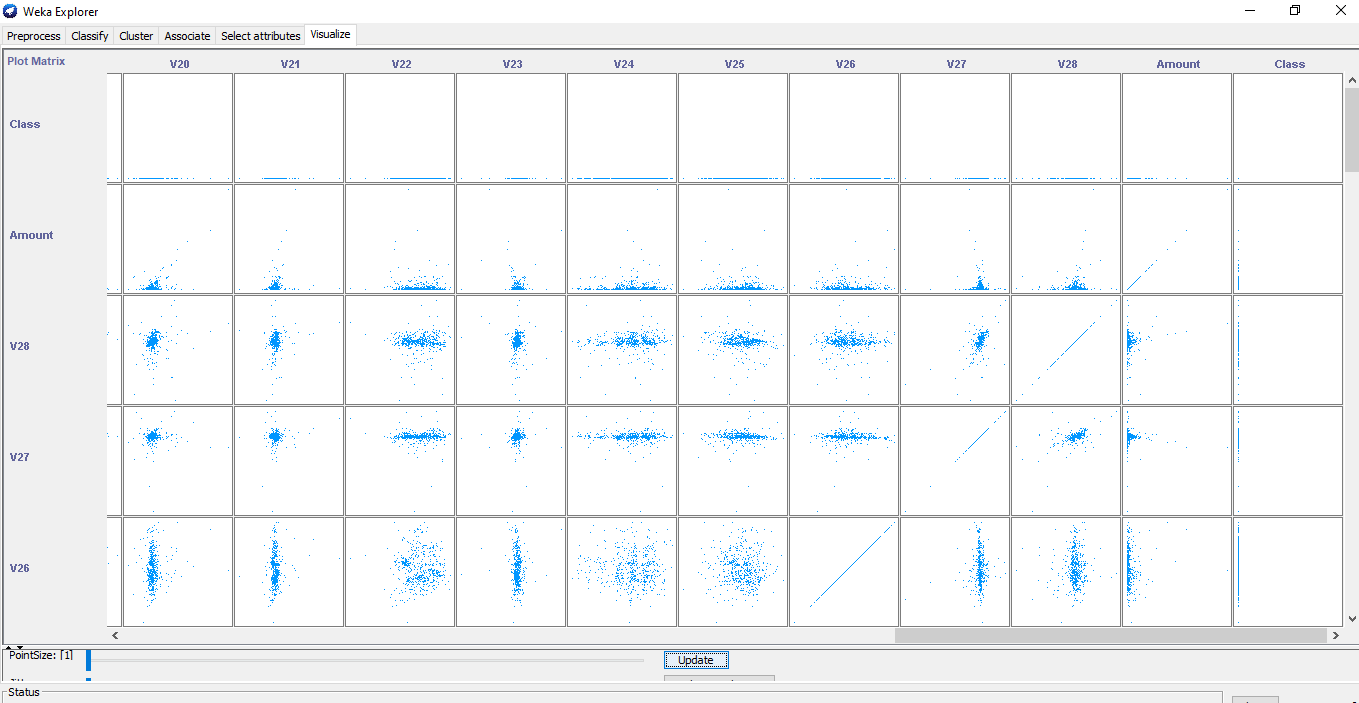 Weka Explorer
Preprocess Classify Cluster Associate Select attributes Visualize
Plot Matrix V20 V21 V22 V23 V24 V25 V26 V27 V28 Amount Class
Class
Amount
V28
V27
V26
PointSize: [1]
Update
Status